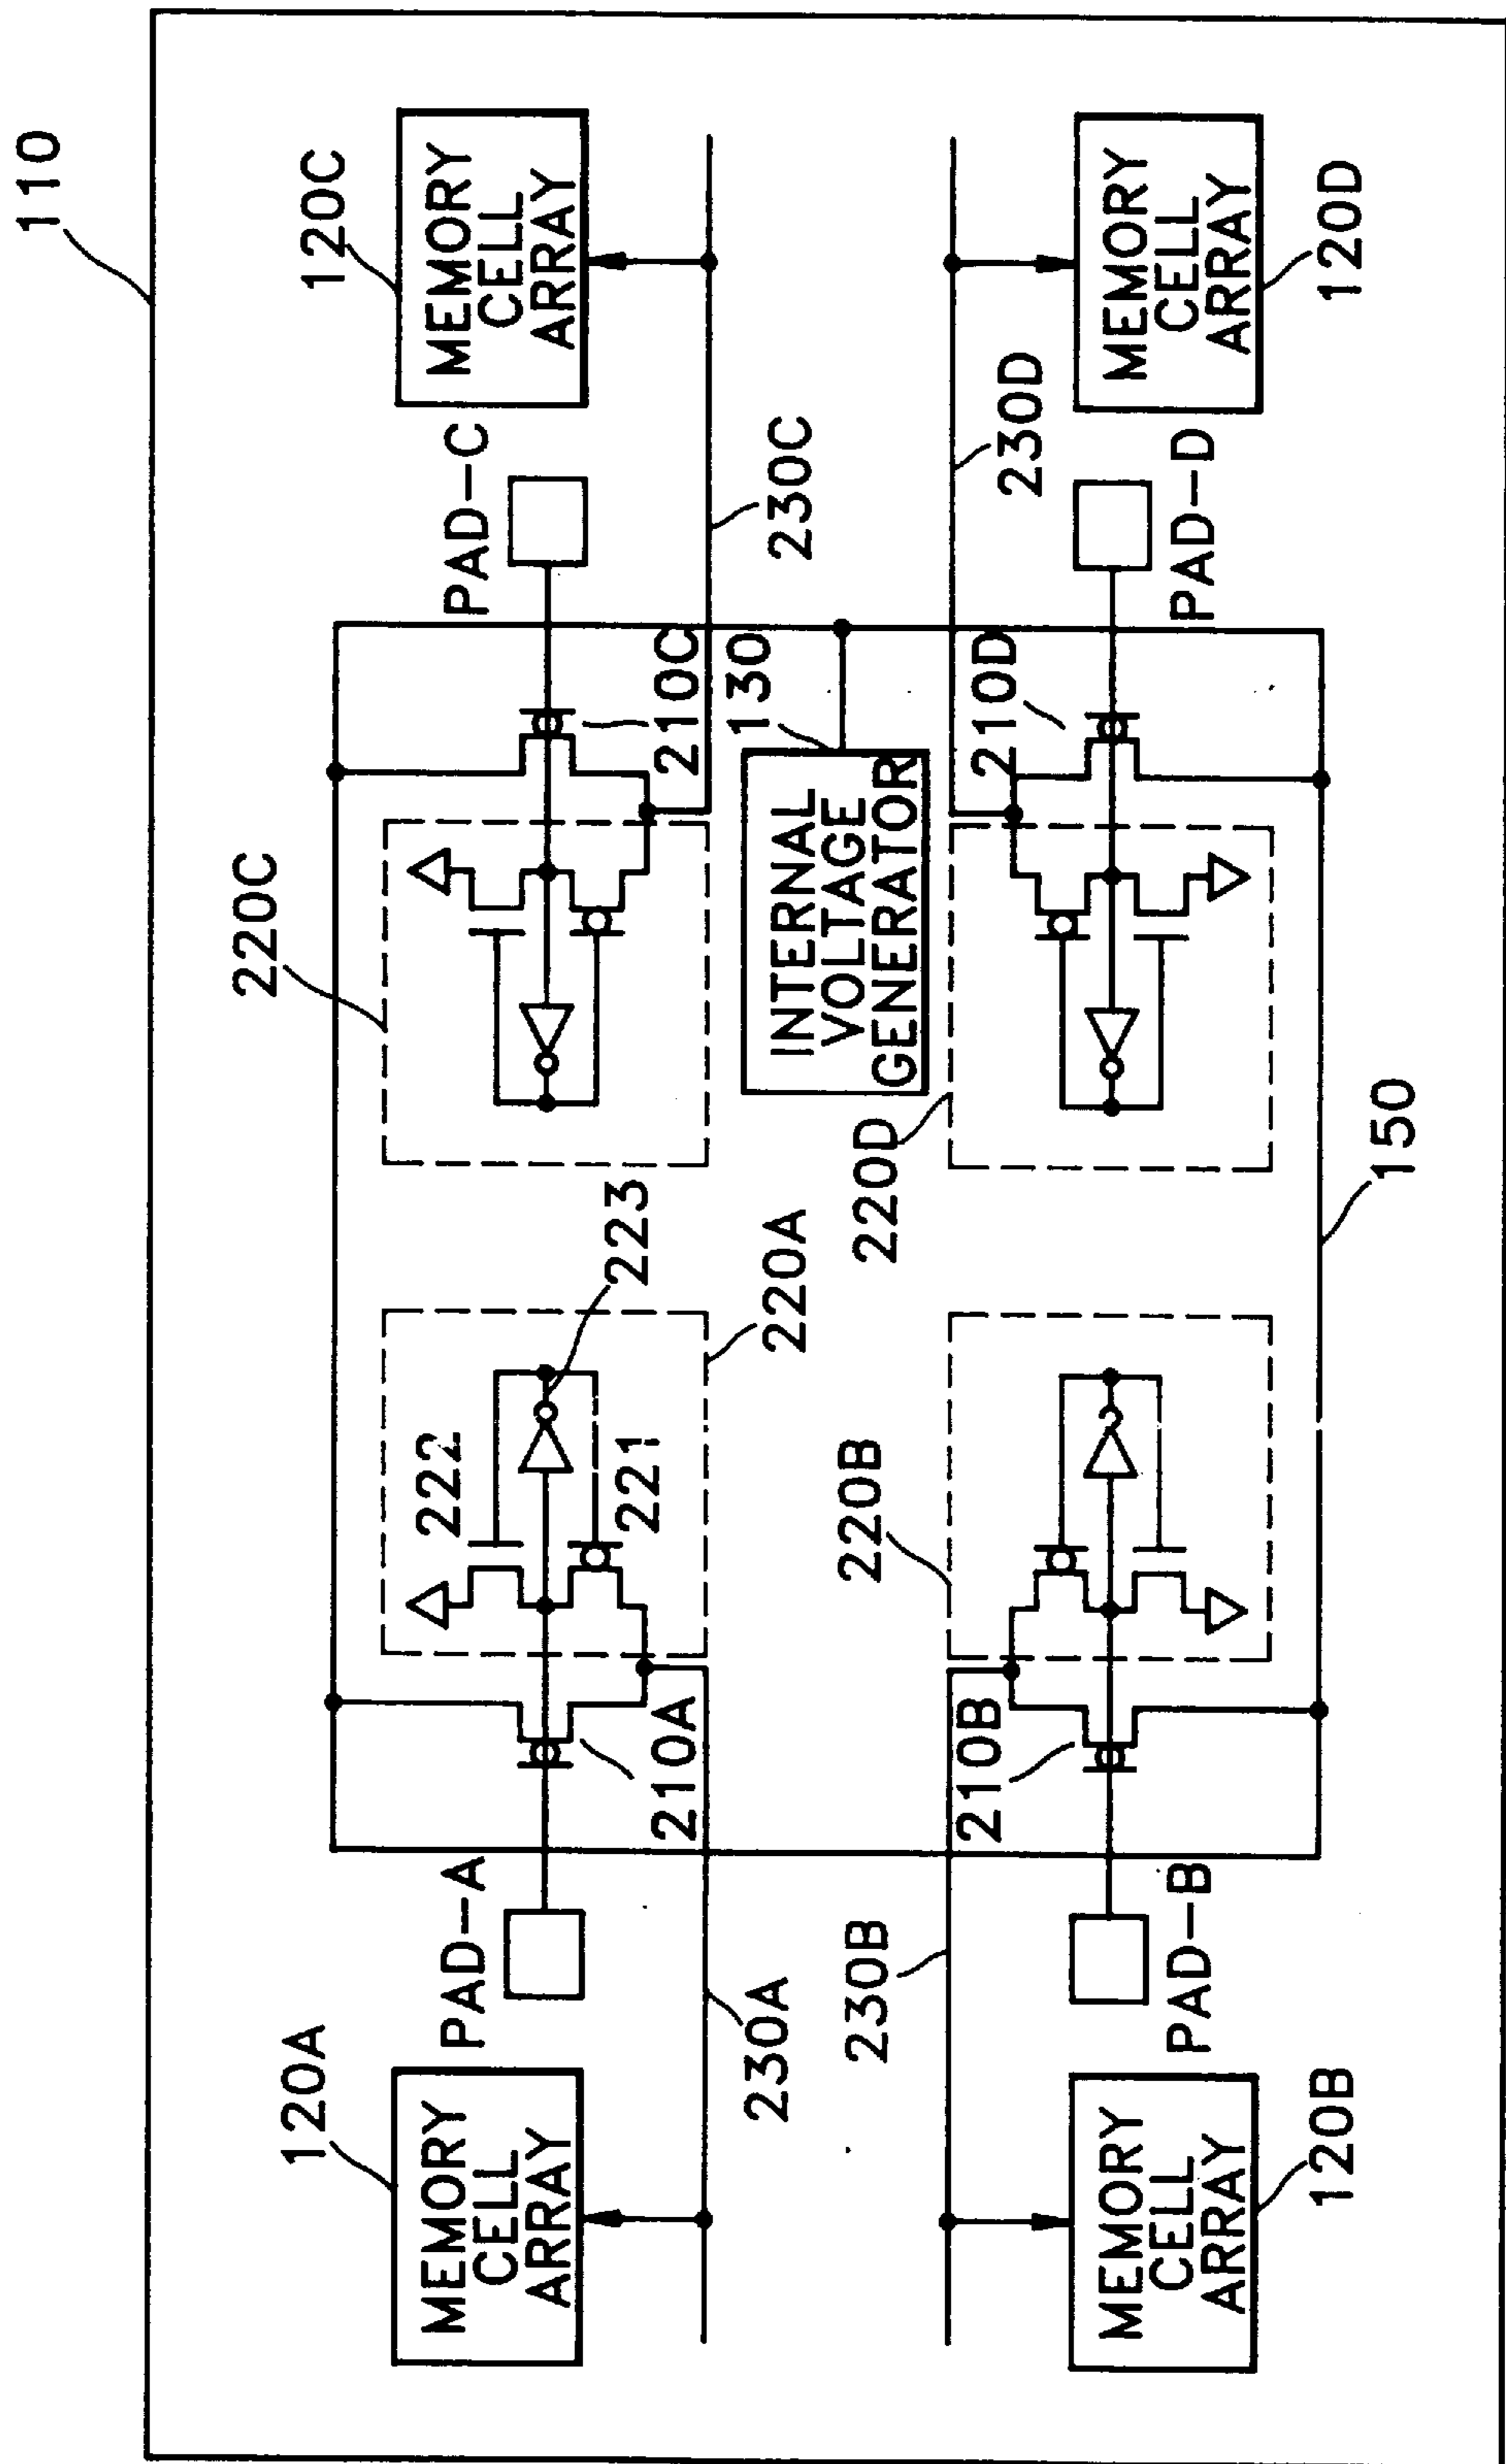 110
120C
MEMORY
CELL
ARRAY
PAD-C
230C
210C
130
INTERNAL
VOLTAGE
GENERATOR
220C
120D
MEMORY
CELL
ARRAY
230D
PAD-D
210D
220D
150
223
220A
222
221
210A
PAD-A
230A
120A
MEMORY
CELL
ARRAY
220B
210B
230B
PAD-B
120B
MEMORY
CELL
ARRAY